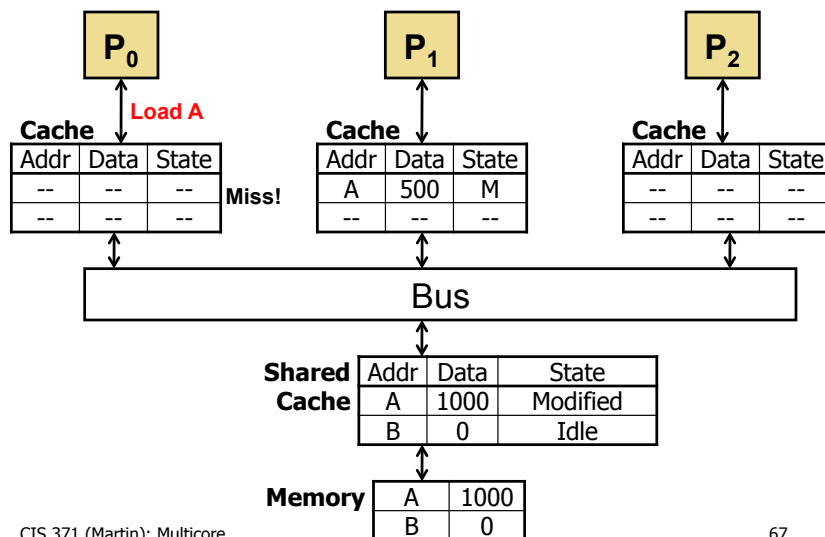 P0 P1 P2
Load A
Cache Cache Cache
Addr Data State Addr Data State Addr Data State
-- -- -- Miss! A 500 M -- -- --
-- -- -- -- -- -- -- -- --
Bus
Shared Addr Data State
Cache A 1000 Modified
B 0 Idle
Memory A 1000
B 0
CIS 371 (Martin): Multicore 67